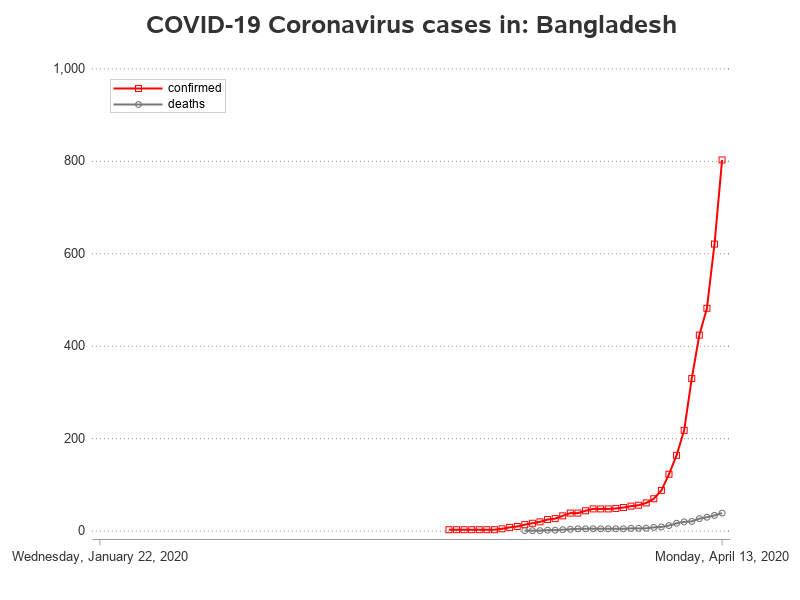 COVID-19 Coronavirus cases in: Bangladesh
1,000
confirmed
deaths
800
600
400
200
0
Wednesday, January 22, 2020
Monday, April 13, 2020